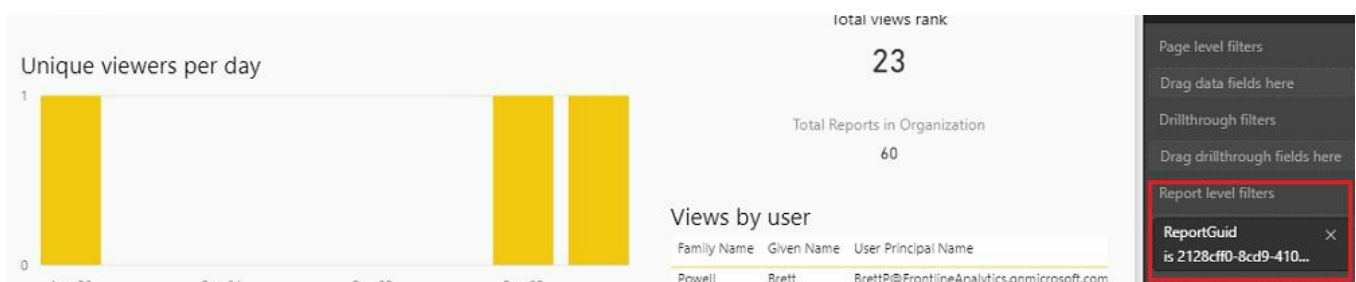 Total views rank
23
Unique viewers per day
1
0
Total Reports in Organization
60
Views by user
Family Name Given Name User Principal Name
Powell Brett BrettP@FrontlineAnalytics.onmicrosoft.com
Page level filters
Drag data fields here
Drillthrough filters
Drag drillthrough fields here
Report level filters
ReportGuid ×
is 2128cff0-8cd9-410...